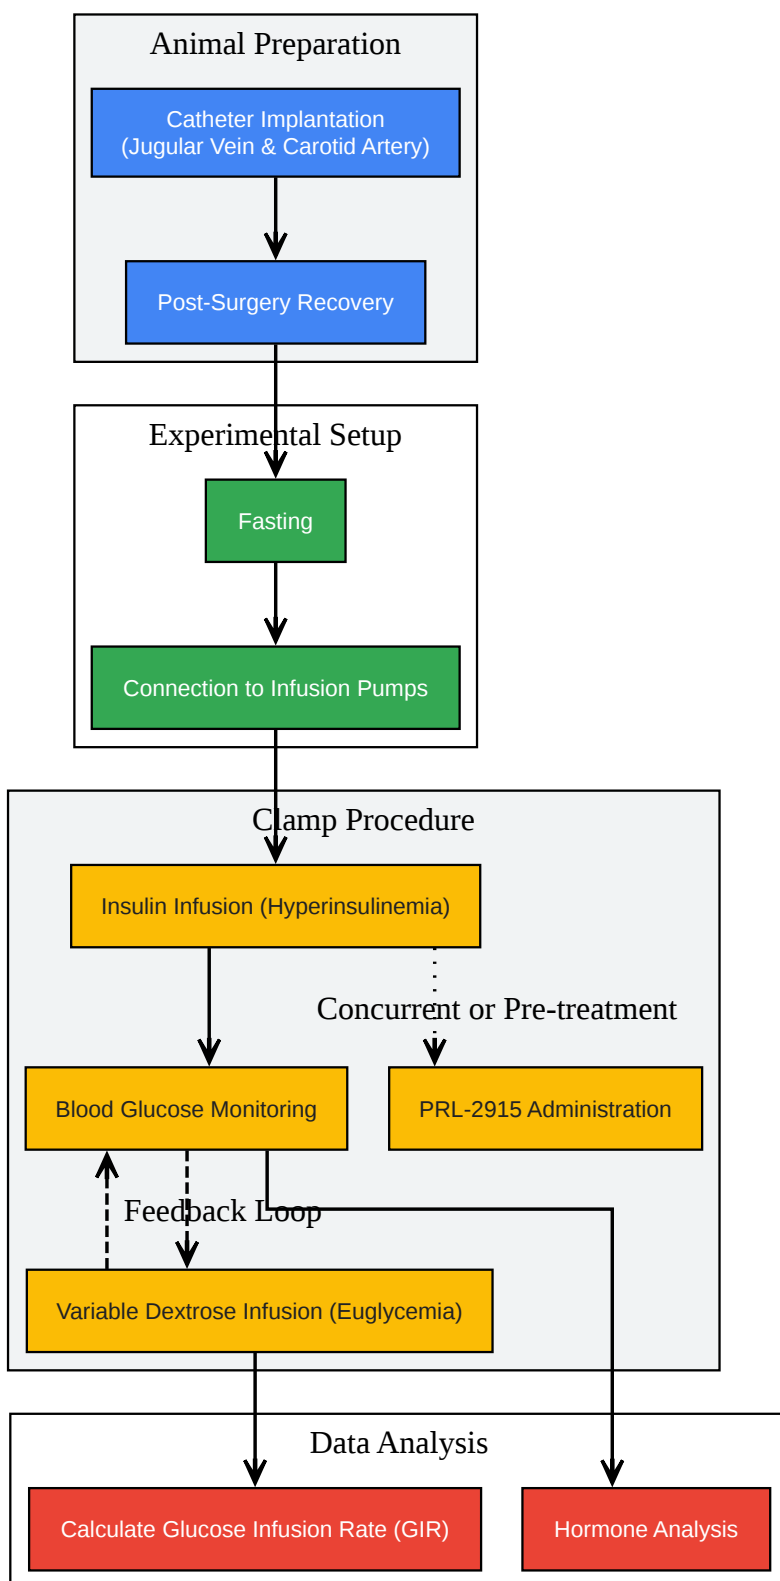 Animal Preparation
Catheter Implantation
(Jugular Vein & Carotid Artery)
Post-Surgery Recovery
Experimental Setup
Fasting
Connection to Infusion Pumps
Clamp Procedure
Insulin Infusion (Hyperinsulinemia)
Concurrent or Pre-treatment
Blood Glucose Monitoring
PRL-2915 Administration
Feedback Loop
Variable Dextrose Infusion (Euglycemia)
Data Analysis
Calculate Glucose Infusion Rate (GIR)
Hormone Analysis